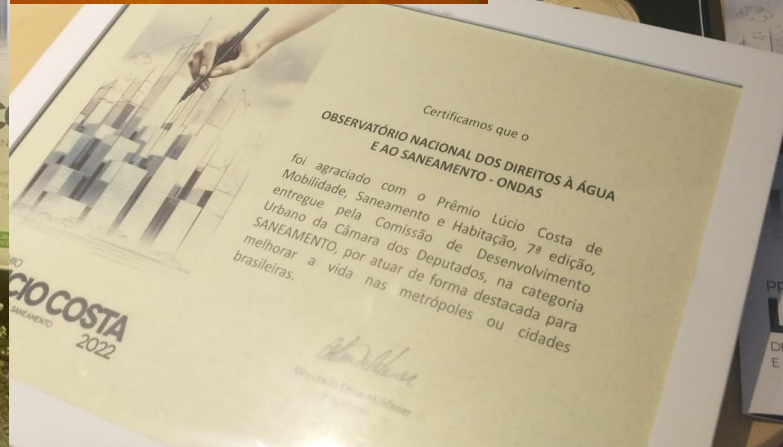 Certificamos que o
OBSERVATÓRIO NACIONAL DOS DIREITOS À ÁGUA
E AO SANEAMENTO - ONDAS
foi agraciado com o Prêmio Lúcio Costa de
Mobilidade, Saneamento e Habitação, 7ª edição,
entregue pela Comissão de Desenvolvimento
Urbano da Câmara dos Deputados, na categoria
SANEAMENTO, por atuar de forma destacada para
melhorar a vida nas metrópoles ou cidades
brasileiras.
CIO COSTA
SANEAMENTO
2022